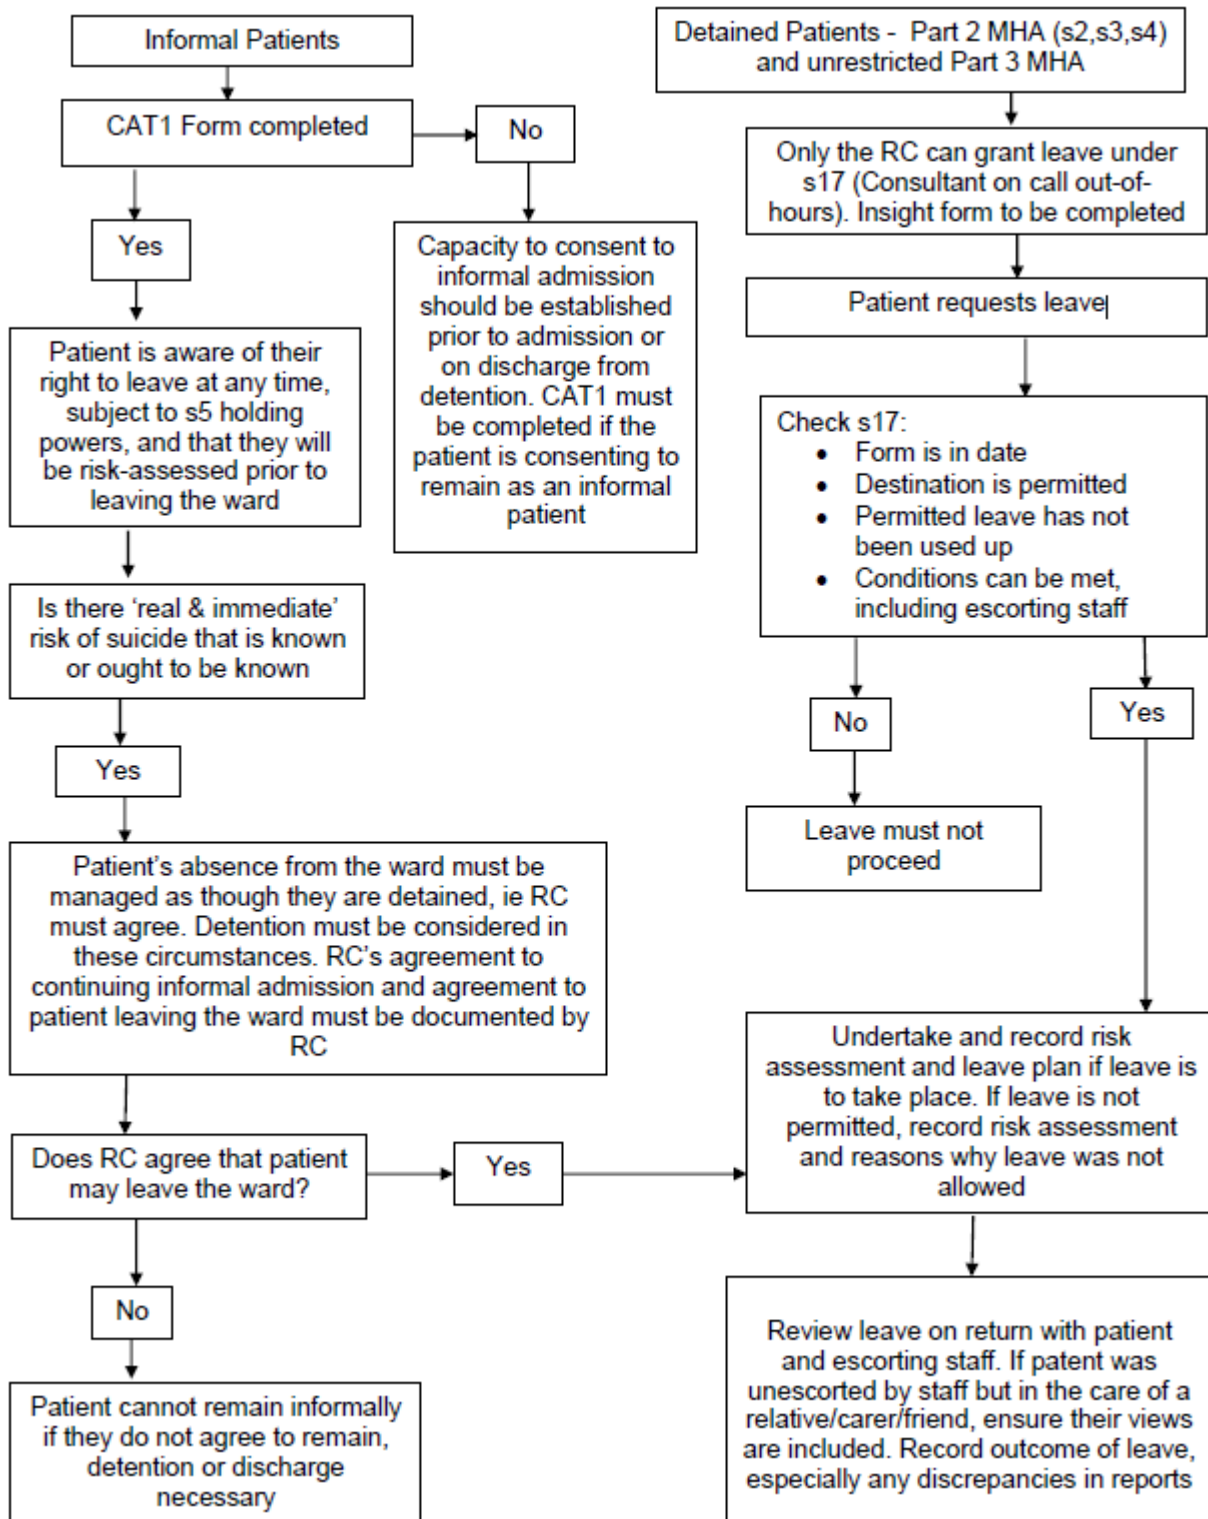 Informal Patients
CAT1 Form completed
No
Yes
Capacity to consent to
informal admission
should be established
prior to admission or
on discharge from
detention. CAT1 must
be completed if the
patient is consenting to
remain as an informal
patient
Patient is aware of their
right to leave at any time,
subject to s5 holding
powers, and that they will
be risk-assessed prior to
leaving the ward
Is there ‘real & immediate’
risk of suicide that is known
or ought to be known
Yes
Patient’s absence from the ward must be
managed as though they are detained, ie RC
must agree. Detention must be considered in
these circumstances. RC’s agreement to
continuing informal admission and agreement to
patient leaving the ward must be documented by
RC
Does RC agree that patient
may leave the ward?
Yes
No
Patient cannot remain informally
if they do not agree to remain,
detention or discharge
necessary
Detained Patients - Part 2 MHA (s2,s3,s4)
and unrestricted Part 3 MHA
Only the RC can grant leave under
s17 (Consultant on call out-of-
hours). Insight form to be completed
Patient requests leave
Check s17:
• Form is in date
• Destination is permitted
• Permitted leave has not
been used up
• Conditions can be met,
including escorting staff
No
Yes
Leave must not
proceed
Undertake and record risk
assessment and leave plan if leave is
to take place. If leave is not
permitted, record risk assessment
and reasons why leave was not
allowed
Review leave on return with patient
and escorting staff. If patent was
unescorted by staff but in the care of a
relative/carer/friend, ensure their views
are included. Record outcome of leave,
especially any discrepancies in reports